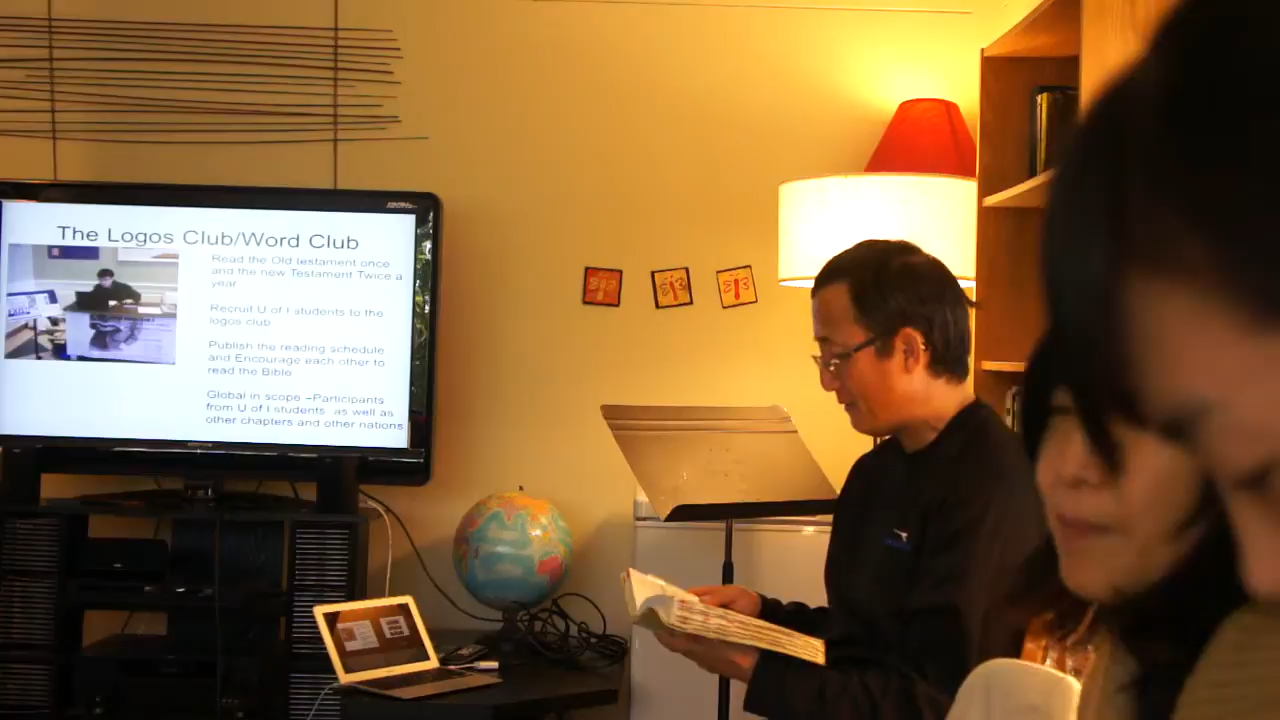 The Logos Club/Word Club
Read the Old testament once
and the new Testament Twice a
year
Recruit U of I students to the
logos club
Publish the reading schedule
and Encourage each other to
read the Bible
Global in scope –Participants
from U of I students as well as
other chapters and other nations